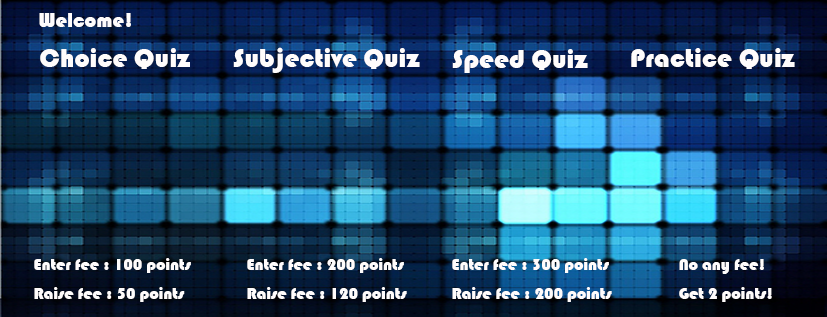 Welcome!
Choice Quiz Subjective Quiz Speed Quiz Practice Quiz
Enter fee : 100 points Enter fee : 200 points Enter fee : 300 points No any fee!
Raise fee : 50 points Raise fee : 120 points Raise fee : 200 points Get 2 points!